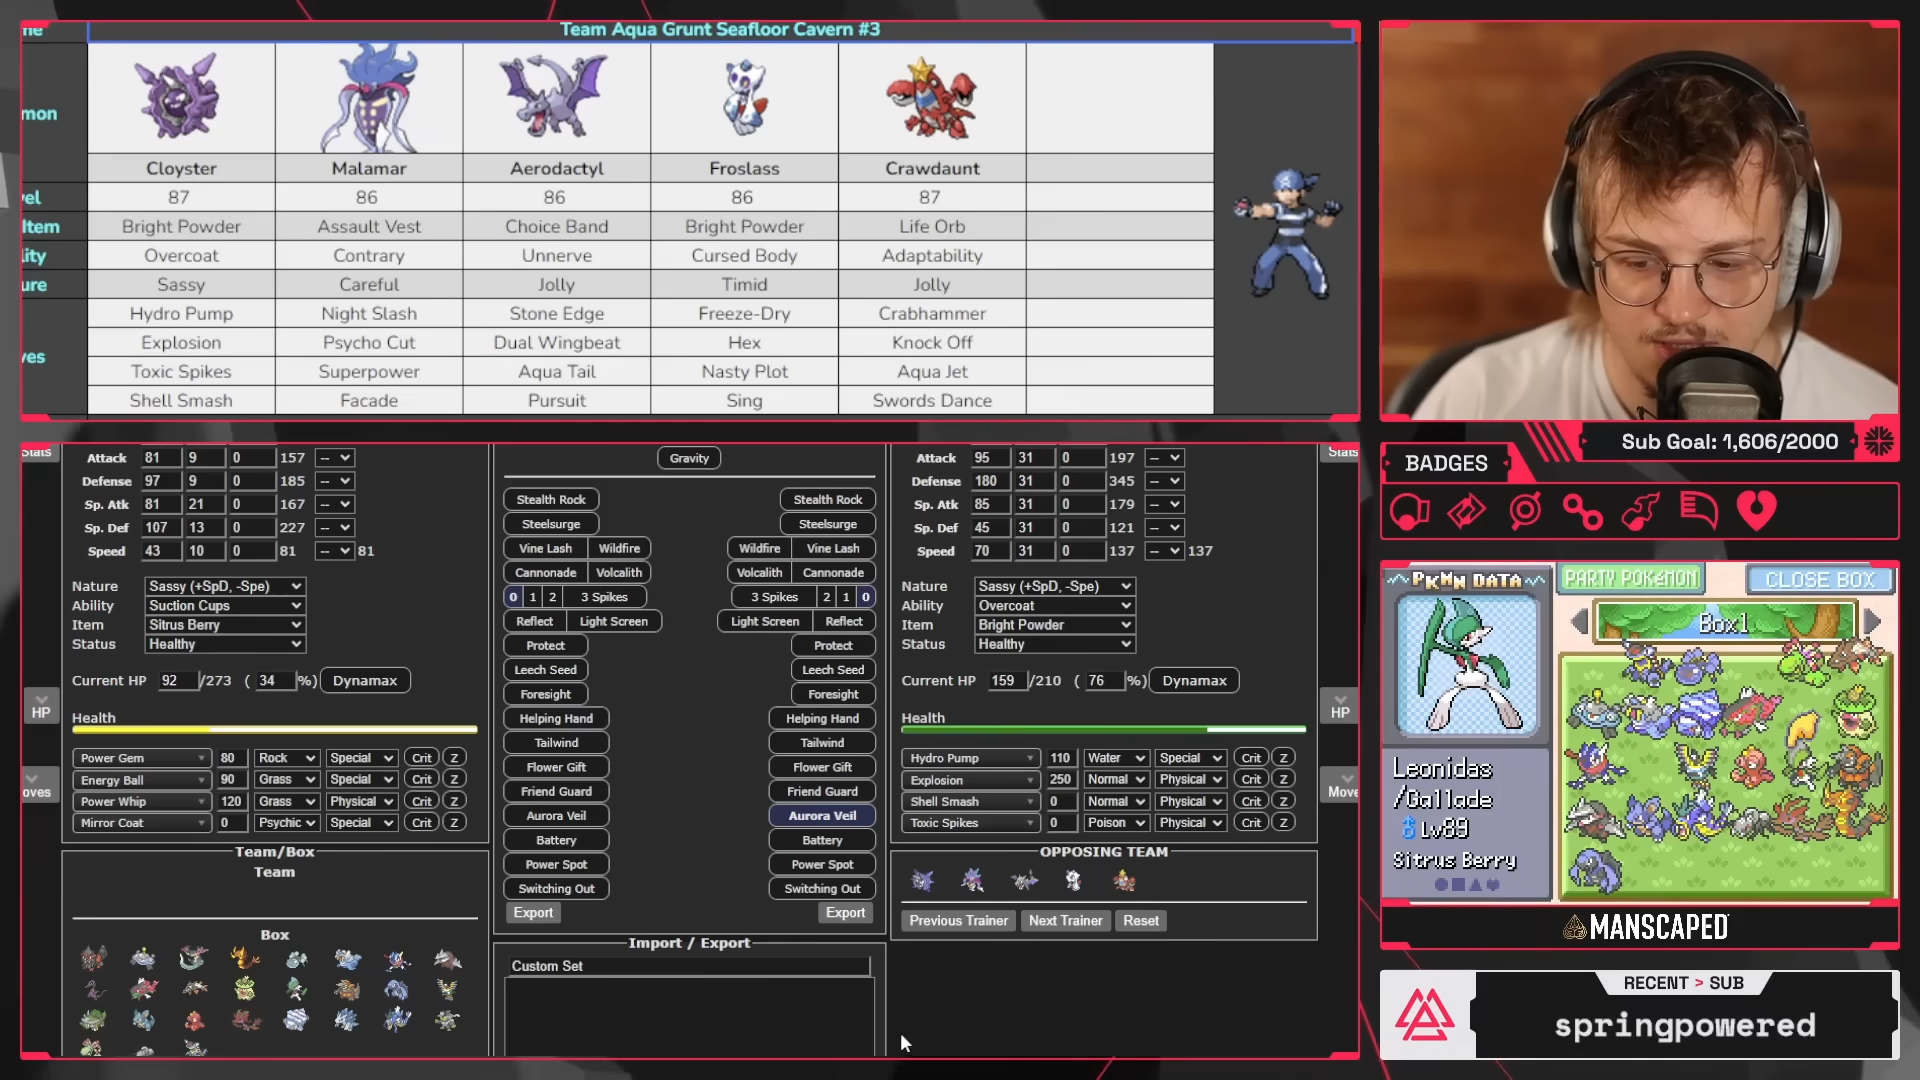 me
Team Aqua Grunt Seafloor Cavern #3
mon
Cloyster Malamar Aerodactyl Froslass Crawdaunt
vel 87 86 86 86 87
Item Bright Powder Assault Vest Choice Band Bright Powder Life Orb
lity Overcoat Contrary Unnerve Cursed Body Adaptability
ure Sassy Careful Jolly Timid Jolly
Hydro Pump Night Slash Stone Edge Freeze-Dry Crabhammer
ves Explosion Psycho Cut Dual Wingbeat Hex Knock Off
Toxic Spikes Superpower Aqua Tail Nasty Plot Aqua Jet
Shell Smash Facade Pursuit Sing Swords Dance
Stats
Attack 81 9 0 157 --
Defense 97 9 0 185 --
Sp. Atk 81 21 0 167 --
Sp. Def 107 13 0 227 --
Speed 43 10 0 81 -- 81
Nature Sassy (+SpD, -Spe)
Ability Suction Cups
Item Sitrus Berry
Status Healthy
Current HP 92 /273 ( 34 %) Dynamax
HP
Health
Power Gem 80 Rock Special Crit Z
Energy Ball 90 Grass Special Crit Z
oves
Power Whip 120 Grass Physical Crit Z
Mirror Coat 0 Psychic Special Crit Z
Team/Box
Team
Box
Gravity
Stealth Rock Stealth Rock
Steelsurge Steelsurge
Vine Lash Wildfire Wildfire Vine Lash
Cannonade Volcalith Volcalith Cannonade
0 1 2 3 Spikes 3 Spikes 2 1 0
Reflect Light Screen Light Screen Reflect
Protect Protect
Leech Seed Leech Seed
Foresight Foresight
Helping Hand Helping Hand
Tailwind Tailwind
Flower Gift Flower Gift
Friend Guard Friend Guard
Aurora Veil Aurora Veil
Battery Battery
Power Spot Power Spot
Switching Out Switching Out
Export Export
Import / Export
Custom Set
Stats
Attack 95 31 0 197 --
Defense 180 31 0 345 --
Sp. Atk 85 31 0 179 --
Sp. Def 45 31 0 121 --
Speed 70 31 0 137 -- 137
Nature Sassy (+SpD, -Spe)
Ability Overcoat
Item Bright Powder
Status Healthy
Current HP 159 /210 ( 76 %) Dynamax
HP
Health
Hydro Pump 110 Water Special Crit Z
Explosion 250 Normal Physical Crit Z
Move
Shell Smash 0 Normal Physical Crit Z
Toxic Spikes 0 Poison Physical Crit Z
OPPOSING TEAM
Previous Trainer Next Trainer Reset
Sub Goal: 1,606/2000
BADGES
PKMN DATA PARTY POKéMON CLOSE BOX
Box1
Leonidas
/Gallade
♂ Lv89
Sitrus Berry
MANSCAPED
RECENT > SUB
springpowered